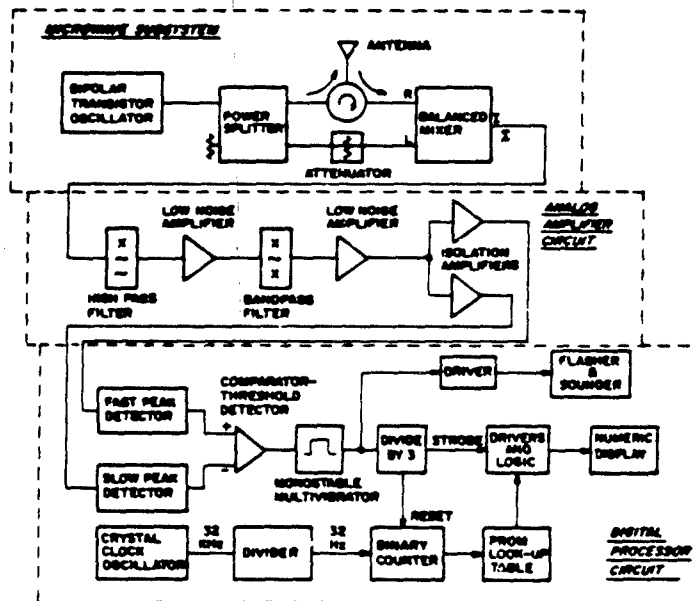 MICROWAVE SUBSYSTEM
ANTENNA
BIPOLAR
TRANSISTOR
OSCILLATOR
POWER
SPLITTER
R
L
BALANCED
MIXER
I
I
ATTENUATOR
LOW NOISE
AMPLIFIER
LOW NOISE
AMPLIFIER
ANALOG
AMPLIFIER
CIRCUIT
ISOLATION
AMPLIFIERS
HIGH PASS
FILTER
BANDPASS
FILTER
FAST PEAK
DETECTOR
COMPARATOR-
THRESHOLD
DETECTOR
+
-
DRIVER
FLASHER
&
SOUNDER
SLOW PEAK
DETECTOR
MONOSTABLE
MULTIVIBRATOR
DIVIDE
BY 3
STROBE
DRIVERS
AND
LOGIC
NUMERIC
DISPLAY
RESET
CRYSTAL
CLOCK
OSCILLATOR
32
KHz
DIVIDER
32
Hz
BINARY
COUNTER
PROM
LOOK-UP
TABLE
DIGITAL
PROCESSOR
CIRCUIT